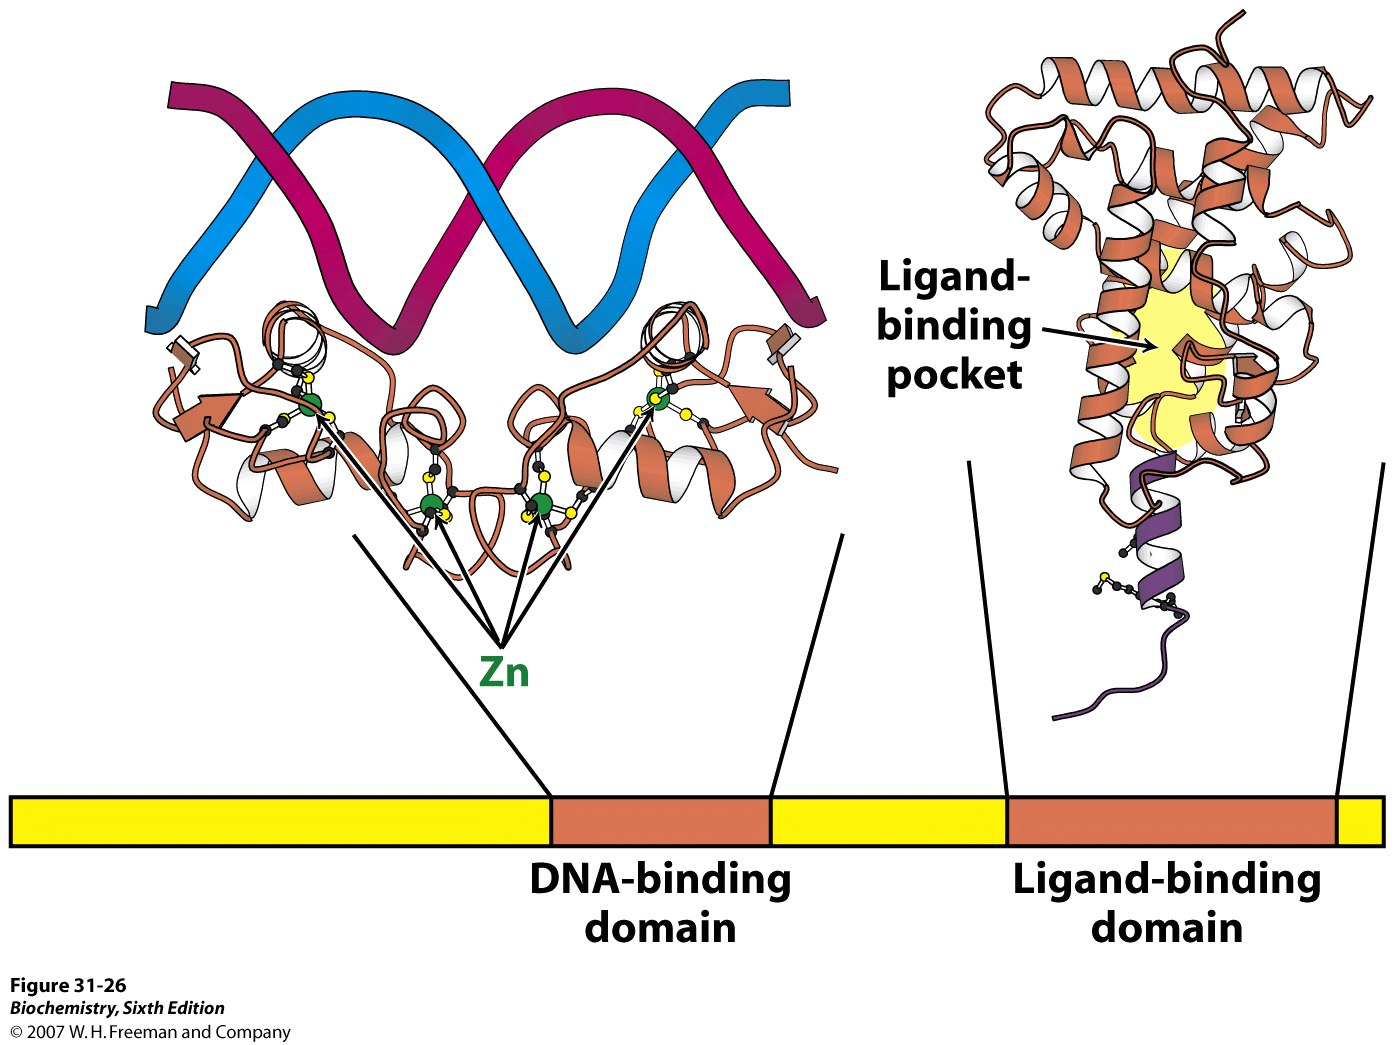 Ligand-
binding
pocket
Zn
DNA-binding
domain
Ligand-binding
domain
Figure 31-26
Biochemistry, Sixth Edition
© 2007 W. H. Freeman and Company